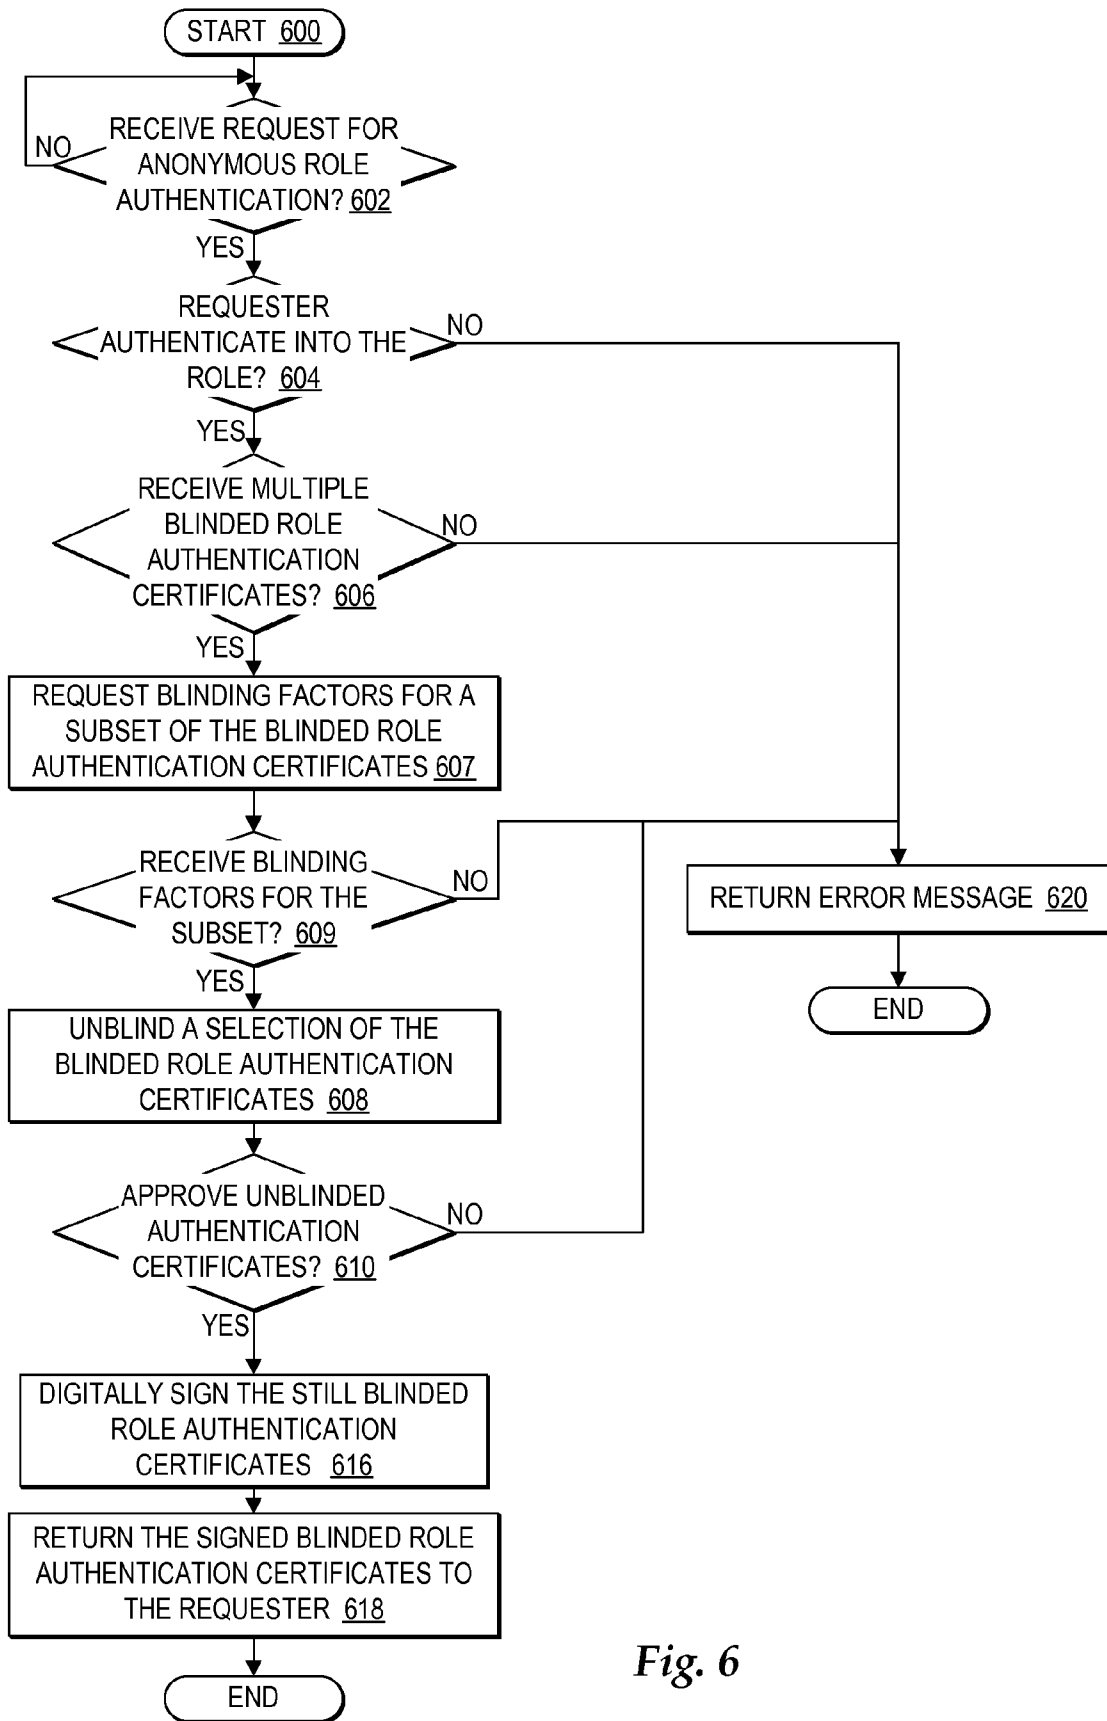 START 600
RECEIVE REQUEST FOR
ANONYMOUS ROLE
AUTHENTICATION? 602
NO
YES
REQUESTER
AUTHENTICATE INTO THE
ROLE? 604
NO
YES
RECEIVE MULTIPLE
BLINDED ROLE
AUTHENTICATION
CERTIFICATES? 606
NO
YES
REQUEST BLINDING FACTORS FOR A
SUBSET OF THE BLINDED ROLE
AUTHENTICATION CERTIFICATES 607
RECEIVE BLINDING
FACTORS FOR THE
SUBSET? 609
NO
YES
RETURN ERROR MESSAGE 620
END
UNBLIND A SELECTION OF THE
BLINDED ROLE AUTHENTICATION
CERTIFICATES 608
APPROVE UNBLINDED
AUTHENTICATION
CERTIFICATES? 610
NO
YES
DIGITALLY SIGN THE STILL BLINDED
ROLE AUTHENTICATION
CERTIFICATES 616
RETURN THE SIGNED BLINDED ROLE
AUTHENTICATION CERTIFICATES TO
THE REQUESTER 618
END
Fig. 6